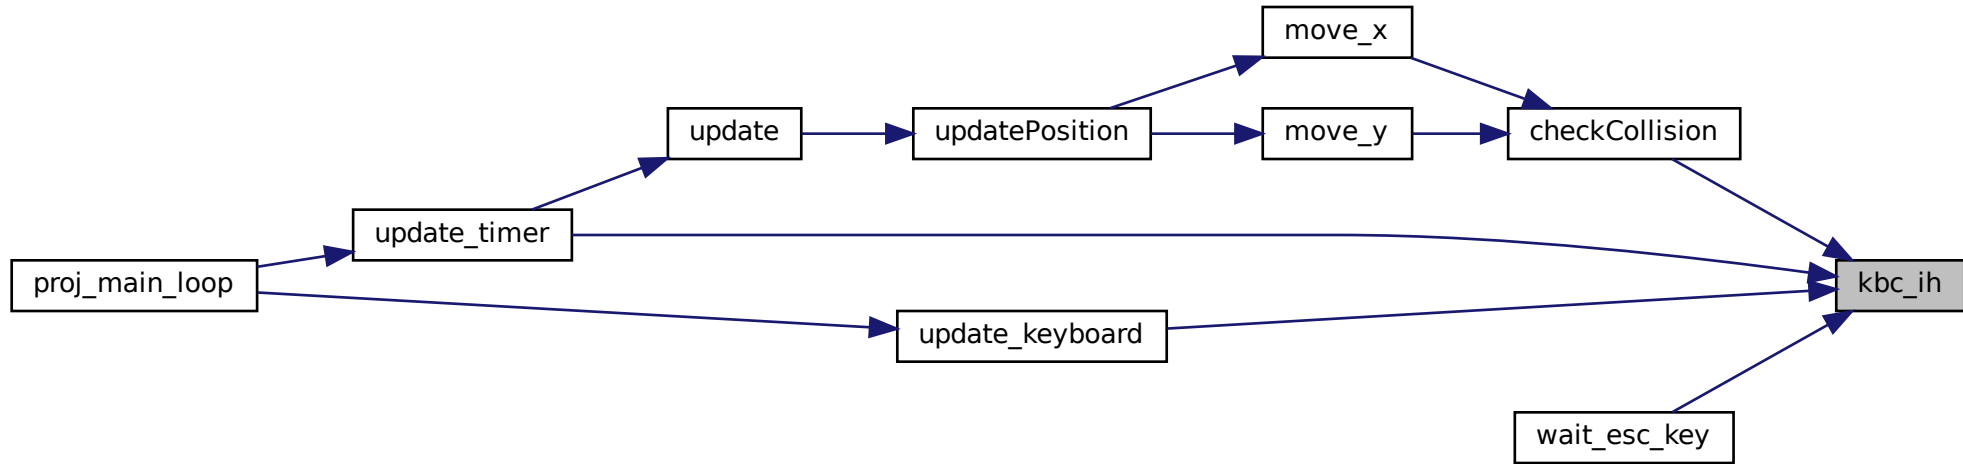 move_x
update
updatePosition
move_y
checkCollision
update_timer
proj_main_loop
kbc_ih
update_keyboard
wait_esc_key